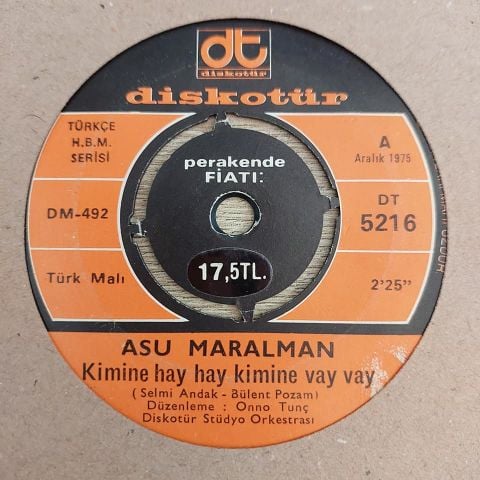 dt
diskotür
diskotür
TÜRKÇE
H.B.M.
SERİSİ
A
Aralık 1975
perakende
FİATI:
DM-492
DT
5216
17,5TL.
Türk Malı
2'25"
ASU MARALMAN
Kimine hay hay kimine vay vay
( Selmi Andak - Bülent Pozam)
Düzenleme : Onno Tunç
Diskotür Stüdyo Orkestrası